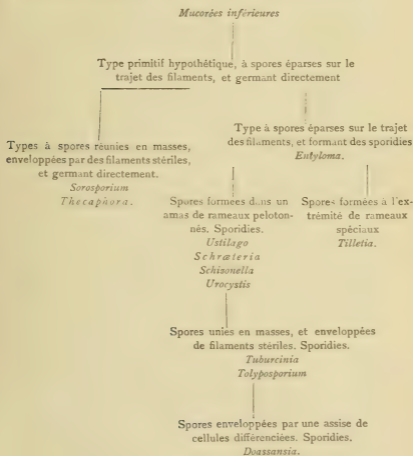 Mucorées inférieures
Type primitif hypothétique, à spores éparses sur le
trajet des filaments, et germant directement
Types à spores réunies en masses,
enveloppées par des filaments stériles,
et germant directement.
Sorosporium
Thecaphora.
Type à spores éparses sur le trajet
des filaments, et formant des sporidies
Entyloma.
Spores formées dans un
amas de rameaux peloton-
nés. Sporidies.
Ustilago
Schrœteria
Schizonella
Urocystis
Spores formées à l'ex-
trémité de rameaux
spéciaux
Tilletia.
Spores unies en masses, et enveloppées
de filaments stériles. Sporidies.
Tuburcinia
Tolyposporium
Spores enveloppées par une assise de
cellules différenciées. Sporidies.
Doassansia.